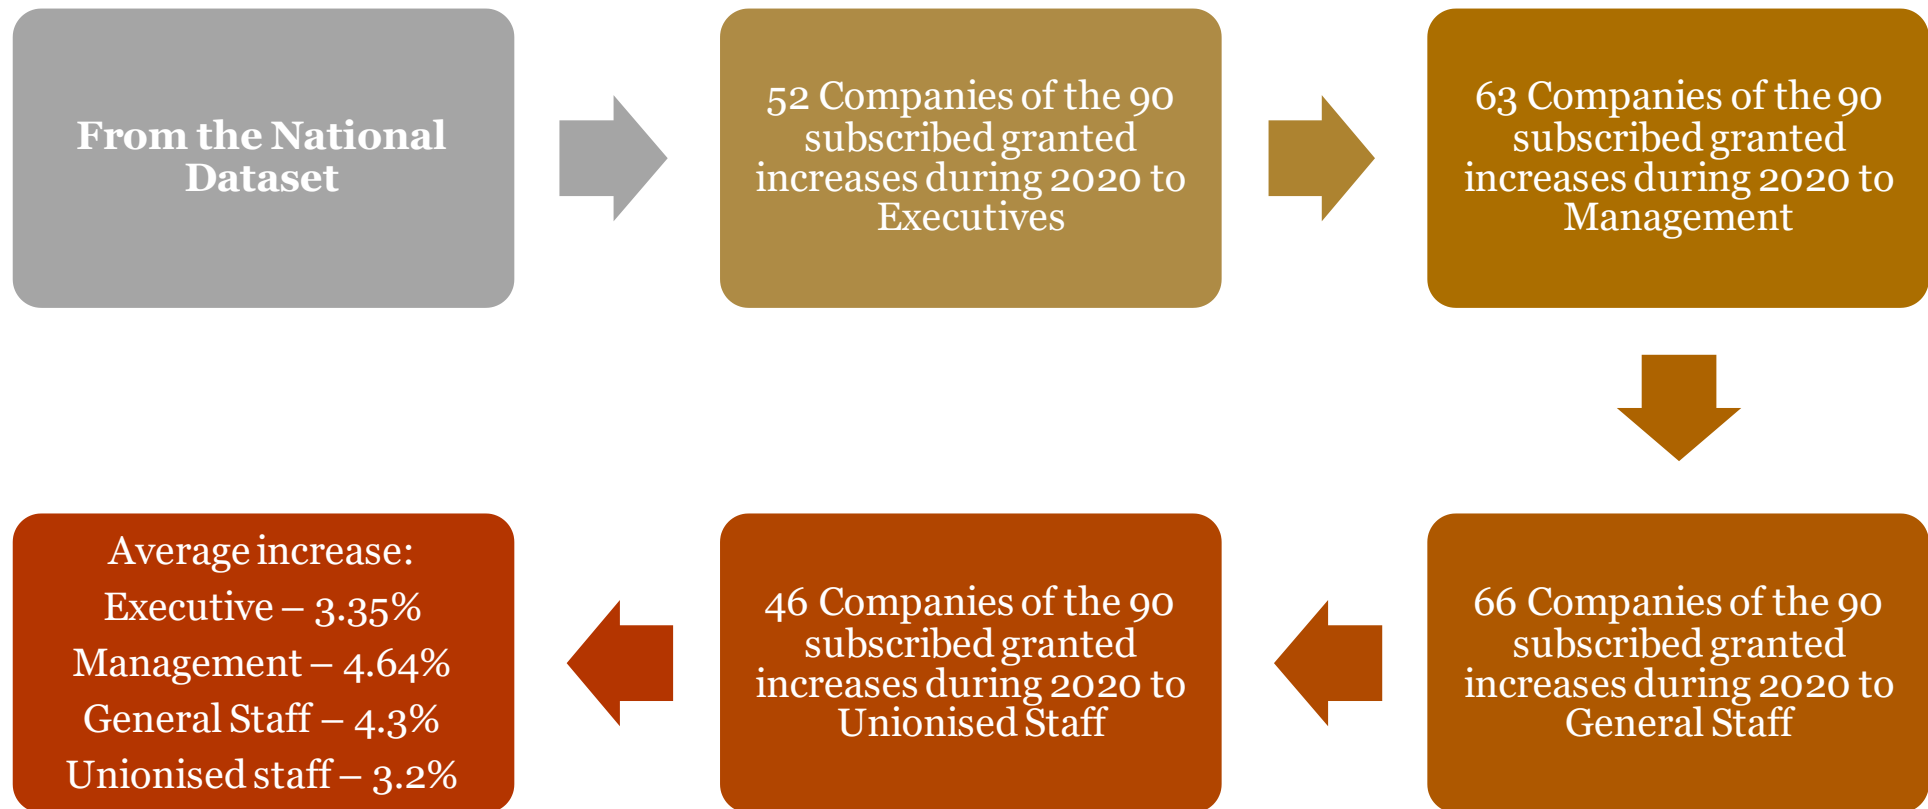 From the National
Dataset
52 Companies of the 90
subscribed granted
increases during 2020 to
Executives
63 Companies of the 90
subscribed granted
increases during 2020 to
Management
66 Companies of the 90
subscribed granted
increases during 2020 to
General Staff
46 Companies of the 90
subscribed granted
increases during 2020 to
Unionised Staff
Average increase:
Executive – 3.35%
Management – 4.64%
General Staff – 4.3%
Unionised staff – 3.2%